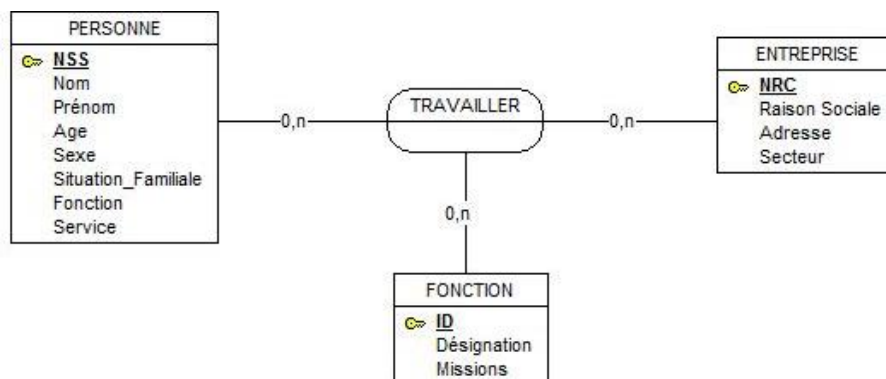 PERSONNE
NSS
Nom
Prénom
Age
Sexe
Situation_Familiale
Fonction
Service
0,n
TRAVAILLER
0,n
ENTREPRISE
NRC
Raison Sociale
Adresse
Secteur
0,n
FONCTION
ID
Désignation
Missions